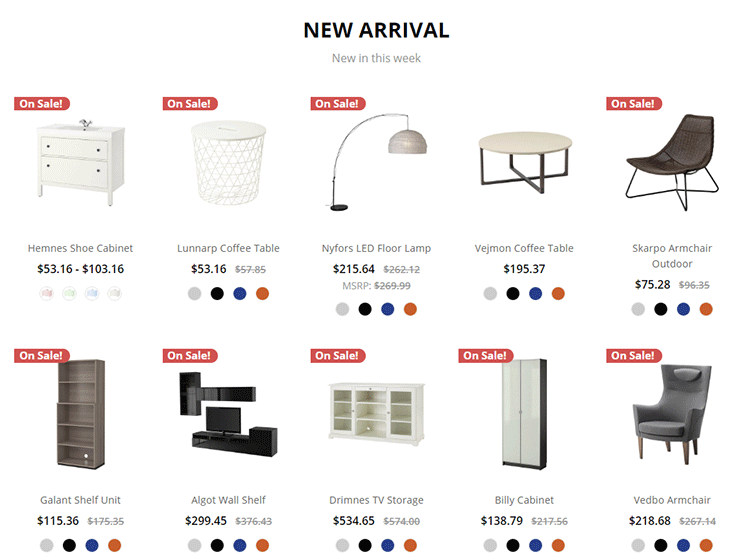 NEW ARRIVAL
New in this week
On Sale!
On Sale!
On Sale!
On Sale!
Hemnes Shoe Cabinet
$53.16 - $103.16
Lunnarp Coffee Table
$53.16 $57.85
Nyfors LED Floor Lamp
$215.64 $262.12
MSRP: $269.99
Vejmon Coffee Table
$195.37
Skarpo Armchair
Outdoor
$75.28 $96.35
On Sale!
On Sale!
On Sale!
On Sale!
On Sale!
Galant Shelf Unit
$115.36 $175.35
Algot Wall Shelf
$299.45 $376.43
Drimnes TV Storage
$534.65 $574.00
Billy Cabinet
$138.79 $217.56
Vedbo Armchair
$218.68 $267.14